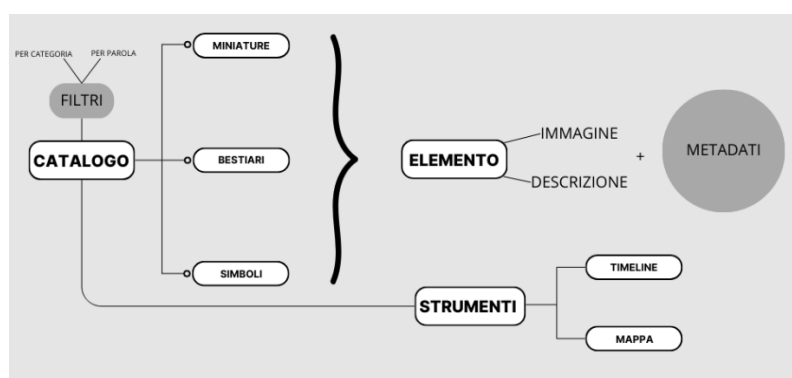 MINIATURE
PER CATEGORIA
PER PAROLA
FILTRI
IMMAGINE
CATALOGO
BESTIARI
ELEMENTO
+
METADATI
DESCRIZIONE
SIMBOLI
TIMELINE
STRUMENTI
MAPPA